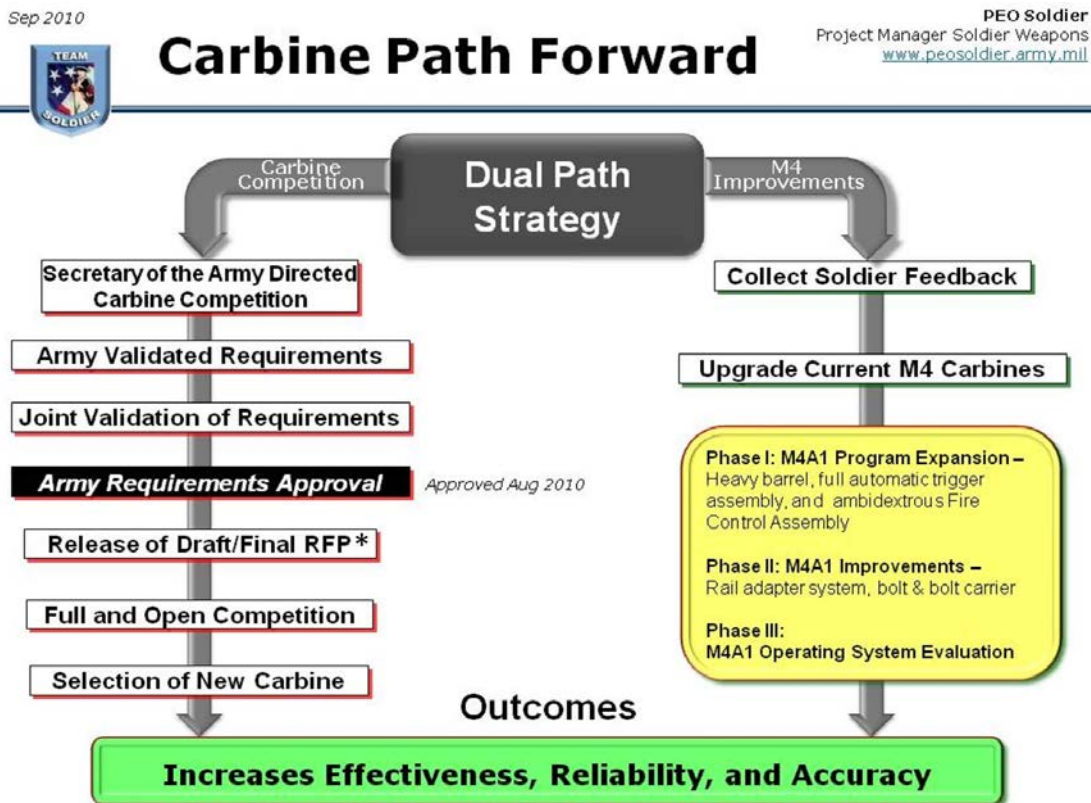 Sep 2010
PEO Soldier
Project Manager Soldier Weapons
www.peosoldier.army.mil
TEAM
SOLDIER
Carbine Path Forward
Carbine
Competition
Dual Path
Strategy
M4
Improvements
Secretary of the Army Directed
Carbine Competition
Army Validated Requirements
Joint Validation of Requirements
Army Requirements Approval
Approved Aug 2010
Release of Draft/Final RFP*
Full and Open Competition
Selection of New Carbine
Collect Soldier Feedback
Upgrade Current M4 Carbines
Phase I: M4A1 Program Expansion –
Heavy barrel, full automatic trigger
assembly, and ambidextrous Fire
Control Assembly
Phase II: M4A1 Improvements –
Rail adapter system, bolt & bolt carrier
Phase III:
M4A1 Operating System Evaluation
Outcomes
Increases Effectiveness, Reliability, and Accuracy